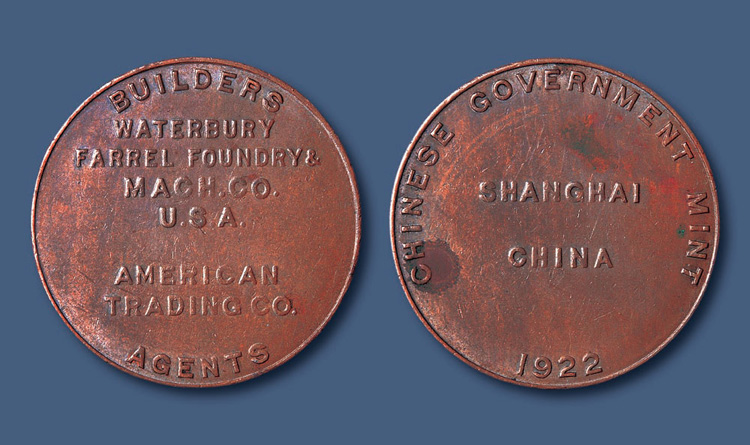 BUILDERS
WATERBURY
FARREL FOUNDRY&
MACH.CO.
U.S.A.
AMERICAN
TRADING CO.
AGENTS
CHINESE GOVERNMENT MINT
SHANGHAI
CHINA
1922